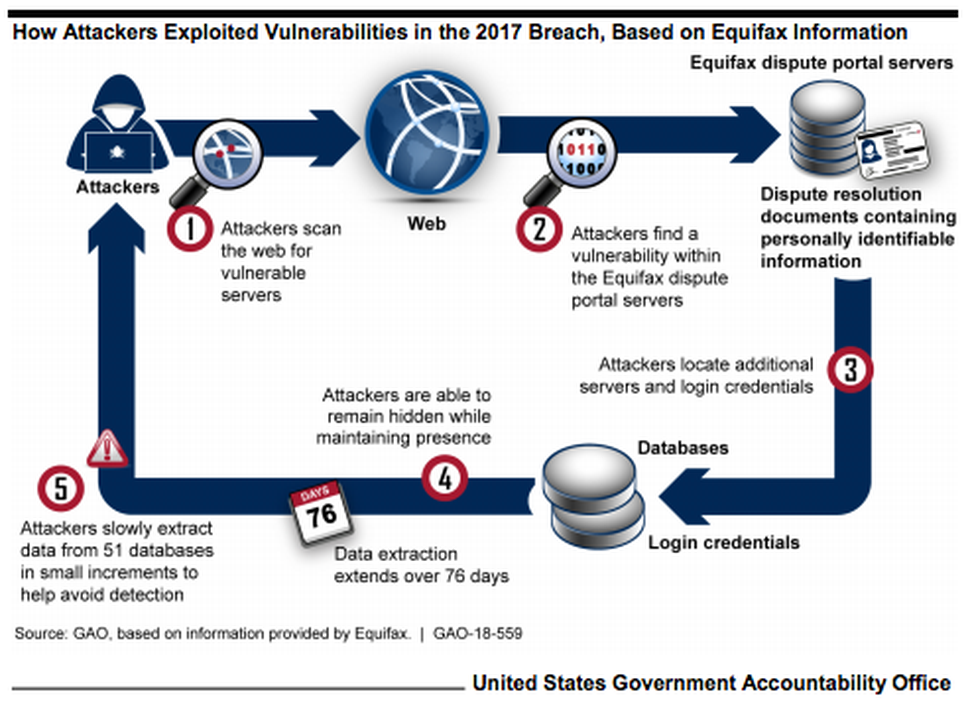 How Attackers Exploited Vulnerabilities in the 2017 Breach, Based on Equifax Information
Equifax dispute portal servers
Attackers
Web
Dispute resolution
documents containing
personally identifiable
information
1
Attackers scan
the web for
vulnerable
servers
0110
100
2
Attackers find a
vulnerability within
the Equifax dispute
portal servers
Attackers locate additional
servers and login credentials
3
Attackers are able to
remain hidden while
maintaining presence
4
Databases
Login credentials
DAYS
76
Data extraction
extends over 76 days
5
Attackers slowly extract
data from 51 databases
in small increments to
help avoid detection
Source: GAO, based on information provided by Equifax. | GAO-18-559
United States Government Accountability Office